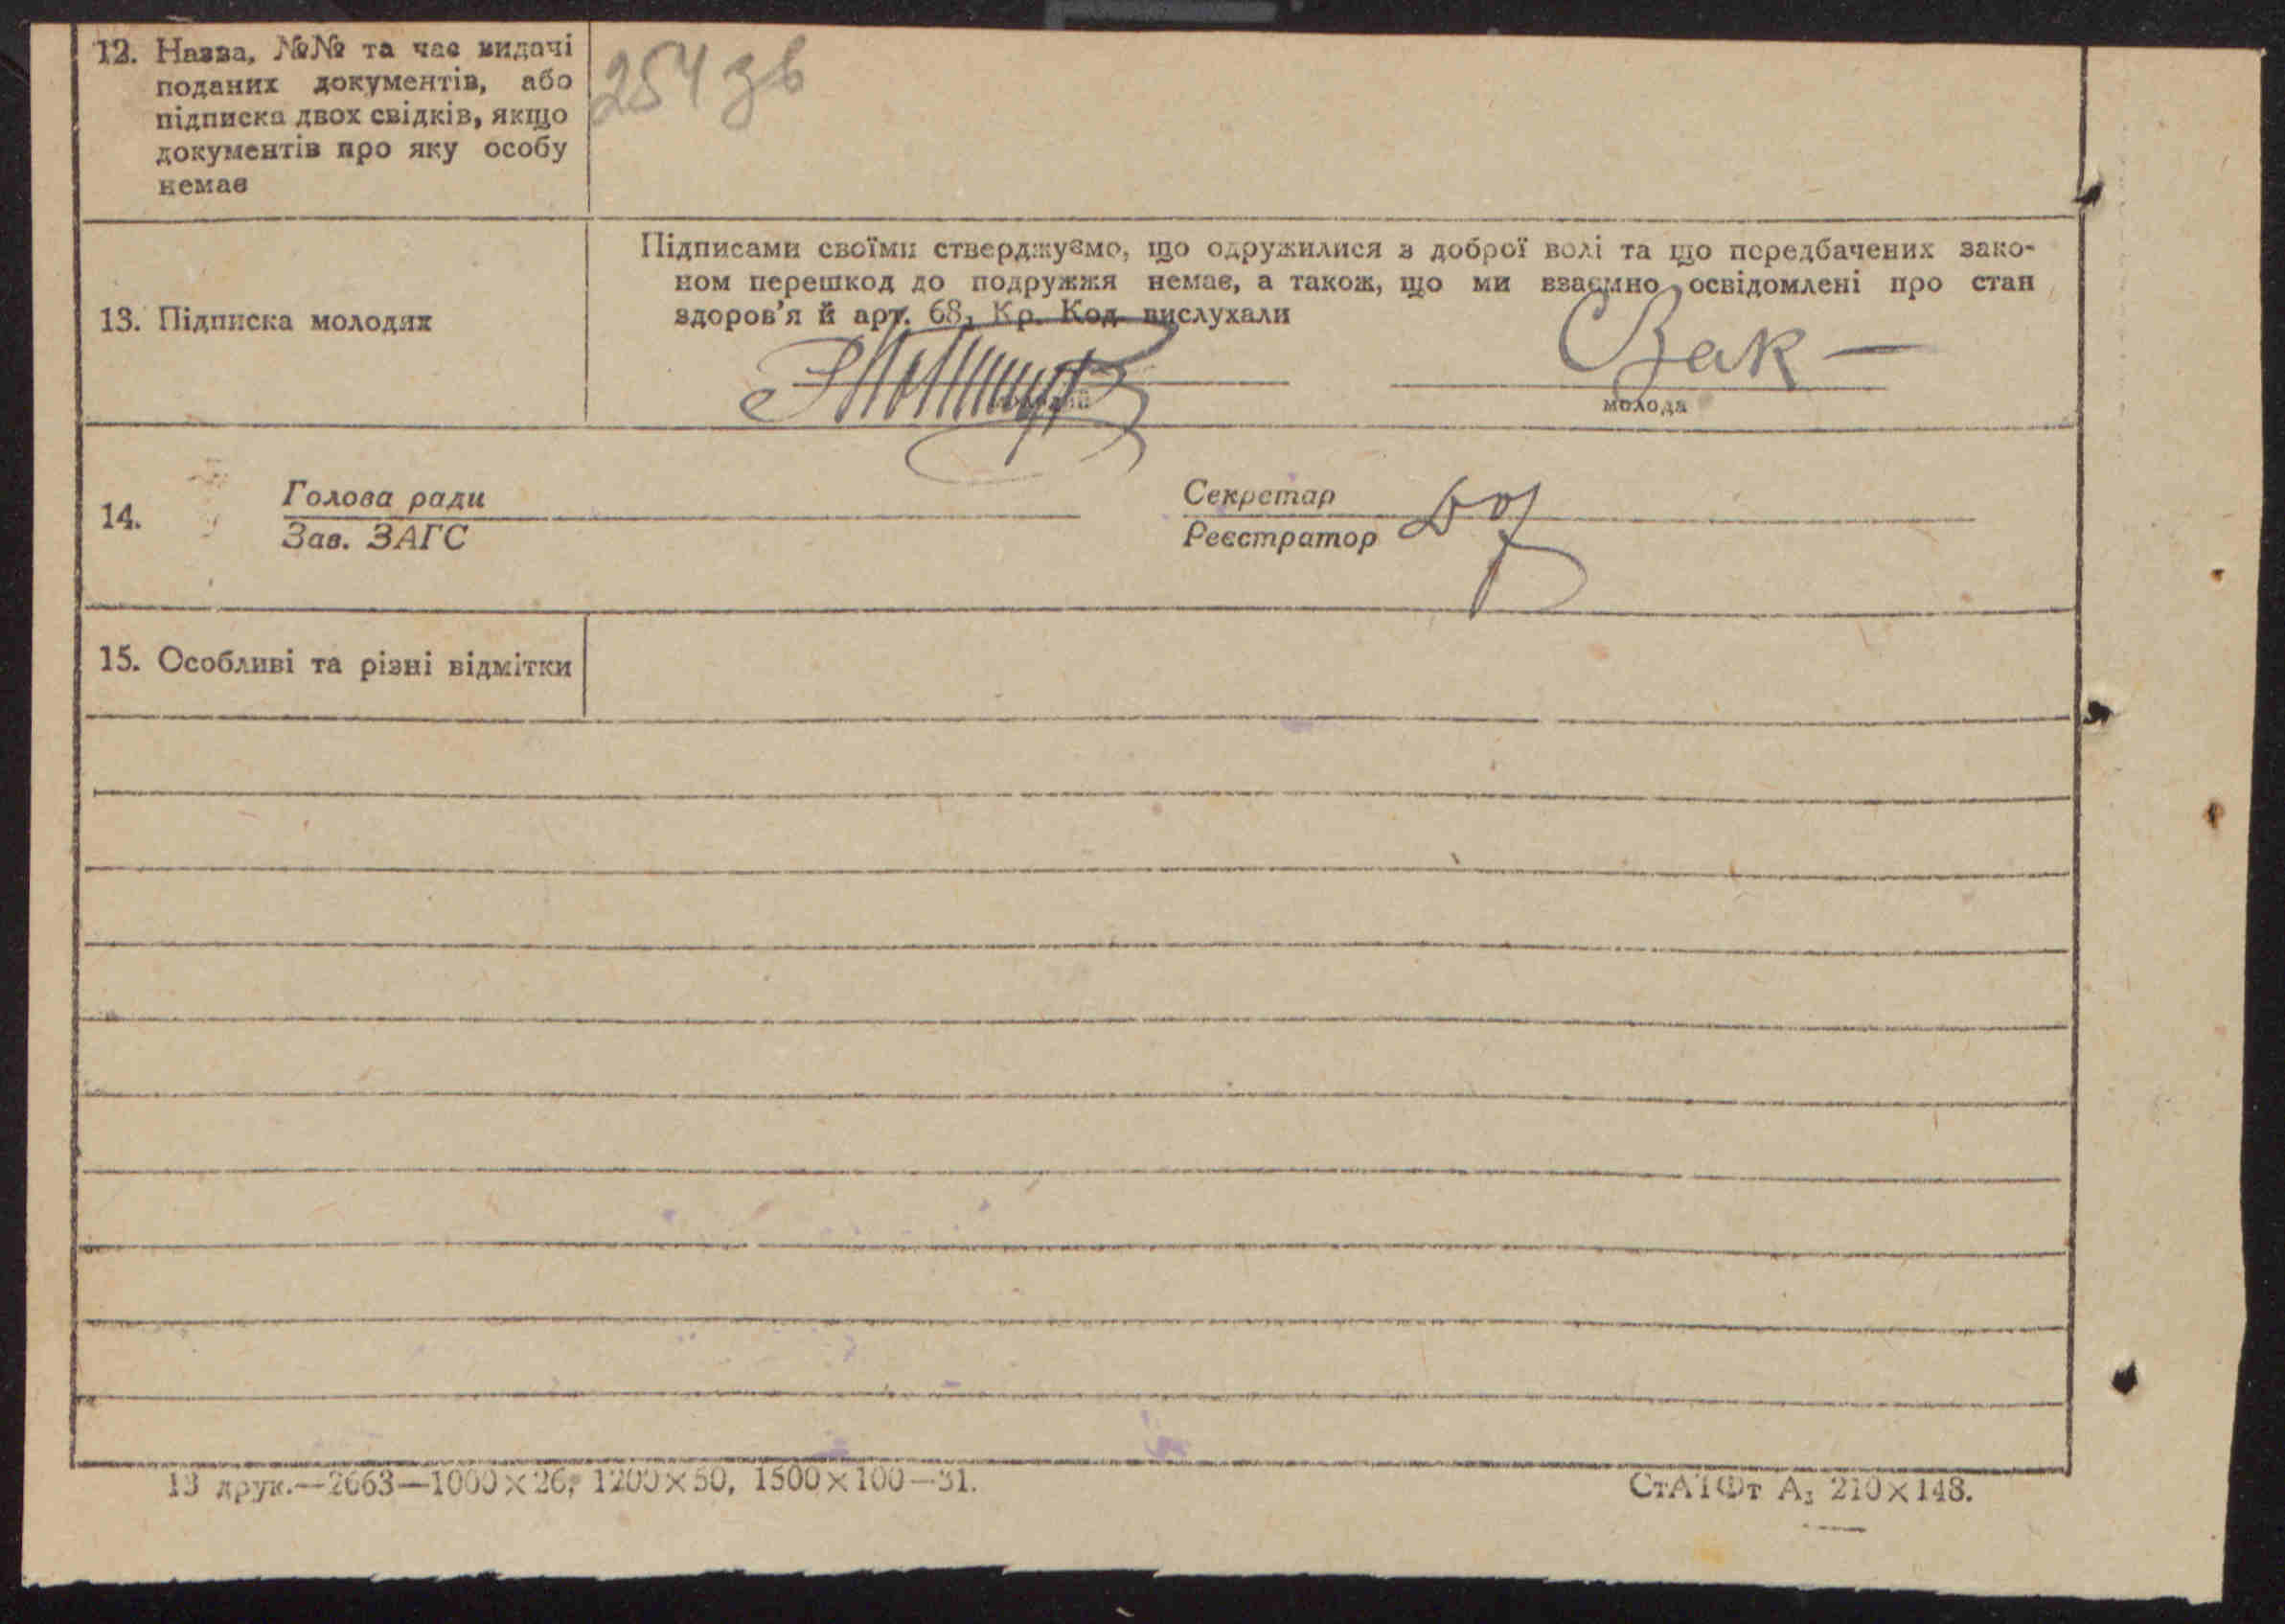 12. Назва, №№ та час видачі
поданих документів, або
підписка двох свідків, якщо
документів про яку особу
немає
254 зв
13. Підписка молодих
Підписами своїми стверджуємо, що одружилися з доброї волі та що передбачених зако-
ном перешкод до подружжя немає, а також, що ми взаємно освідомлені про стан
здоров'я й арт. 68, Кр. Код. вислухали
молодий
молода
14.
Голова ради
Зав. ЗАГС
Секретар
Реєстратор
15. Особливі та різні відмітки
13 друк.—2663—1000×26, 1200×50, 1500×100—31.
СтАТФт А₅ 210×148.